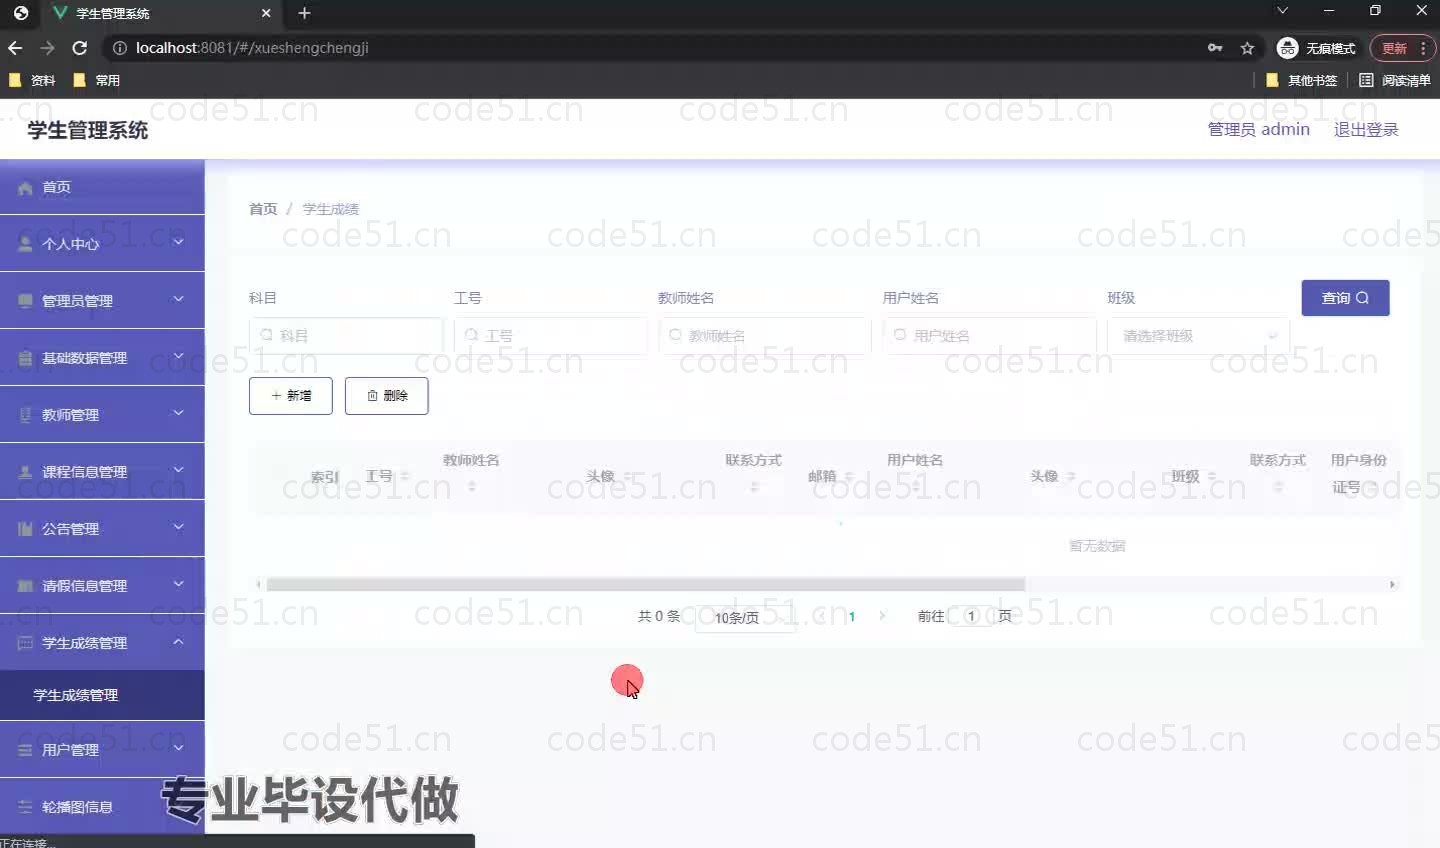 学生管理系统
localhost:8081/#/xueshengchengji
无痕模式
更新
资料
常用
其他书签
阅读清单
学生管理系统
管理员 admin
退出登录
首页
个人中心
管理员管理
基础数据管理
教师管理
课程信息管理
公告管理
请假信息管理
学生成绩管理
学生成绩管理
用户管理
轮播图信息
首页 / 学生成绩
科目
工号
教师姓名
用户姓名
班级
查询
科目
工号
教师姓名
用户姓名
请选择班级
+ 新增
删除
索引
工号
教师姓名
头像
联系方式
邮箱
用户姓名
头像
班级
联系方式
用户身份
证号
暂无数据
共 0 条
10条/页
1
前往 1 页
专业毕设代做
正在连接...
code51.cn